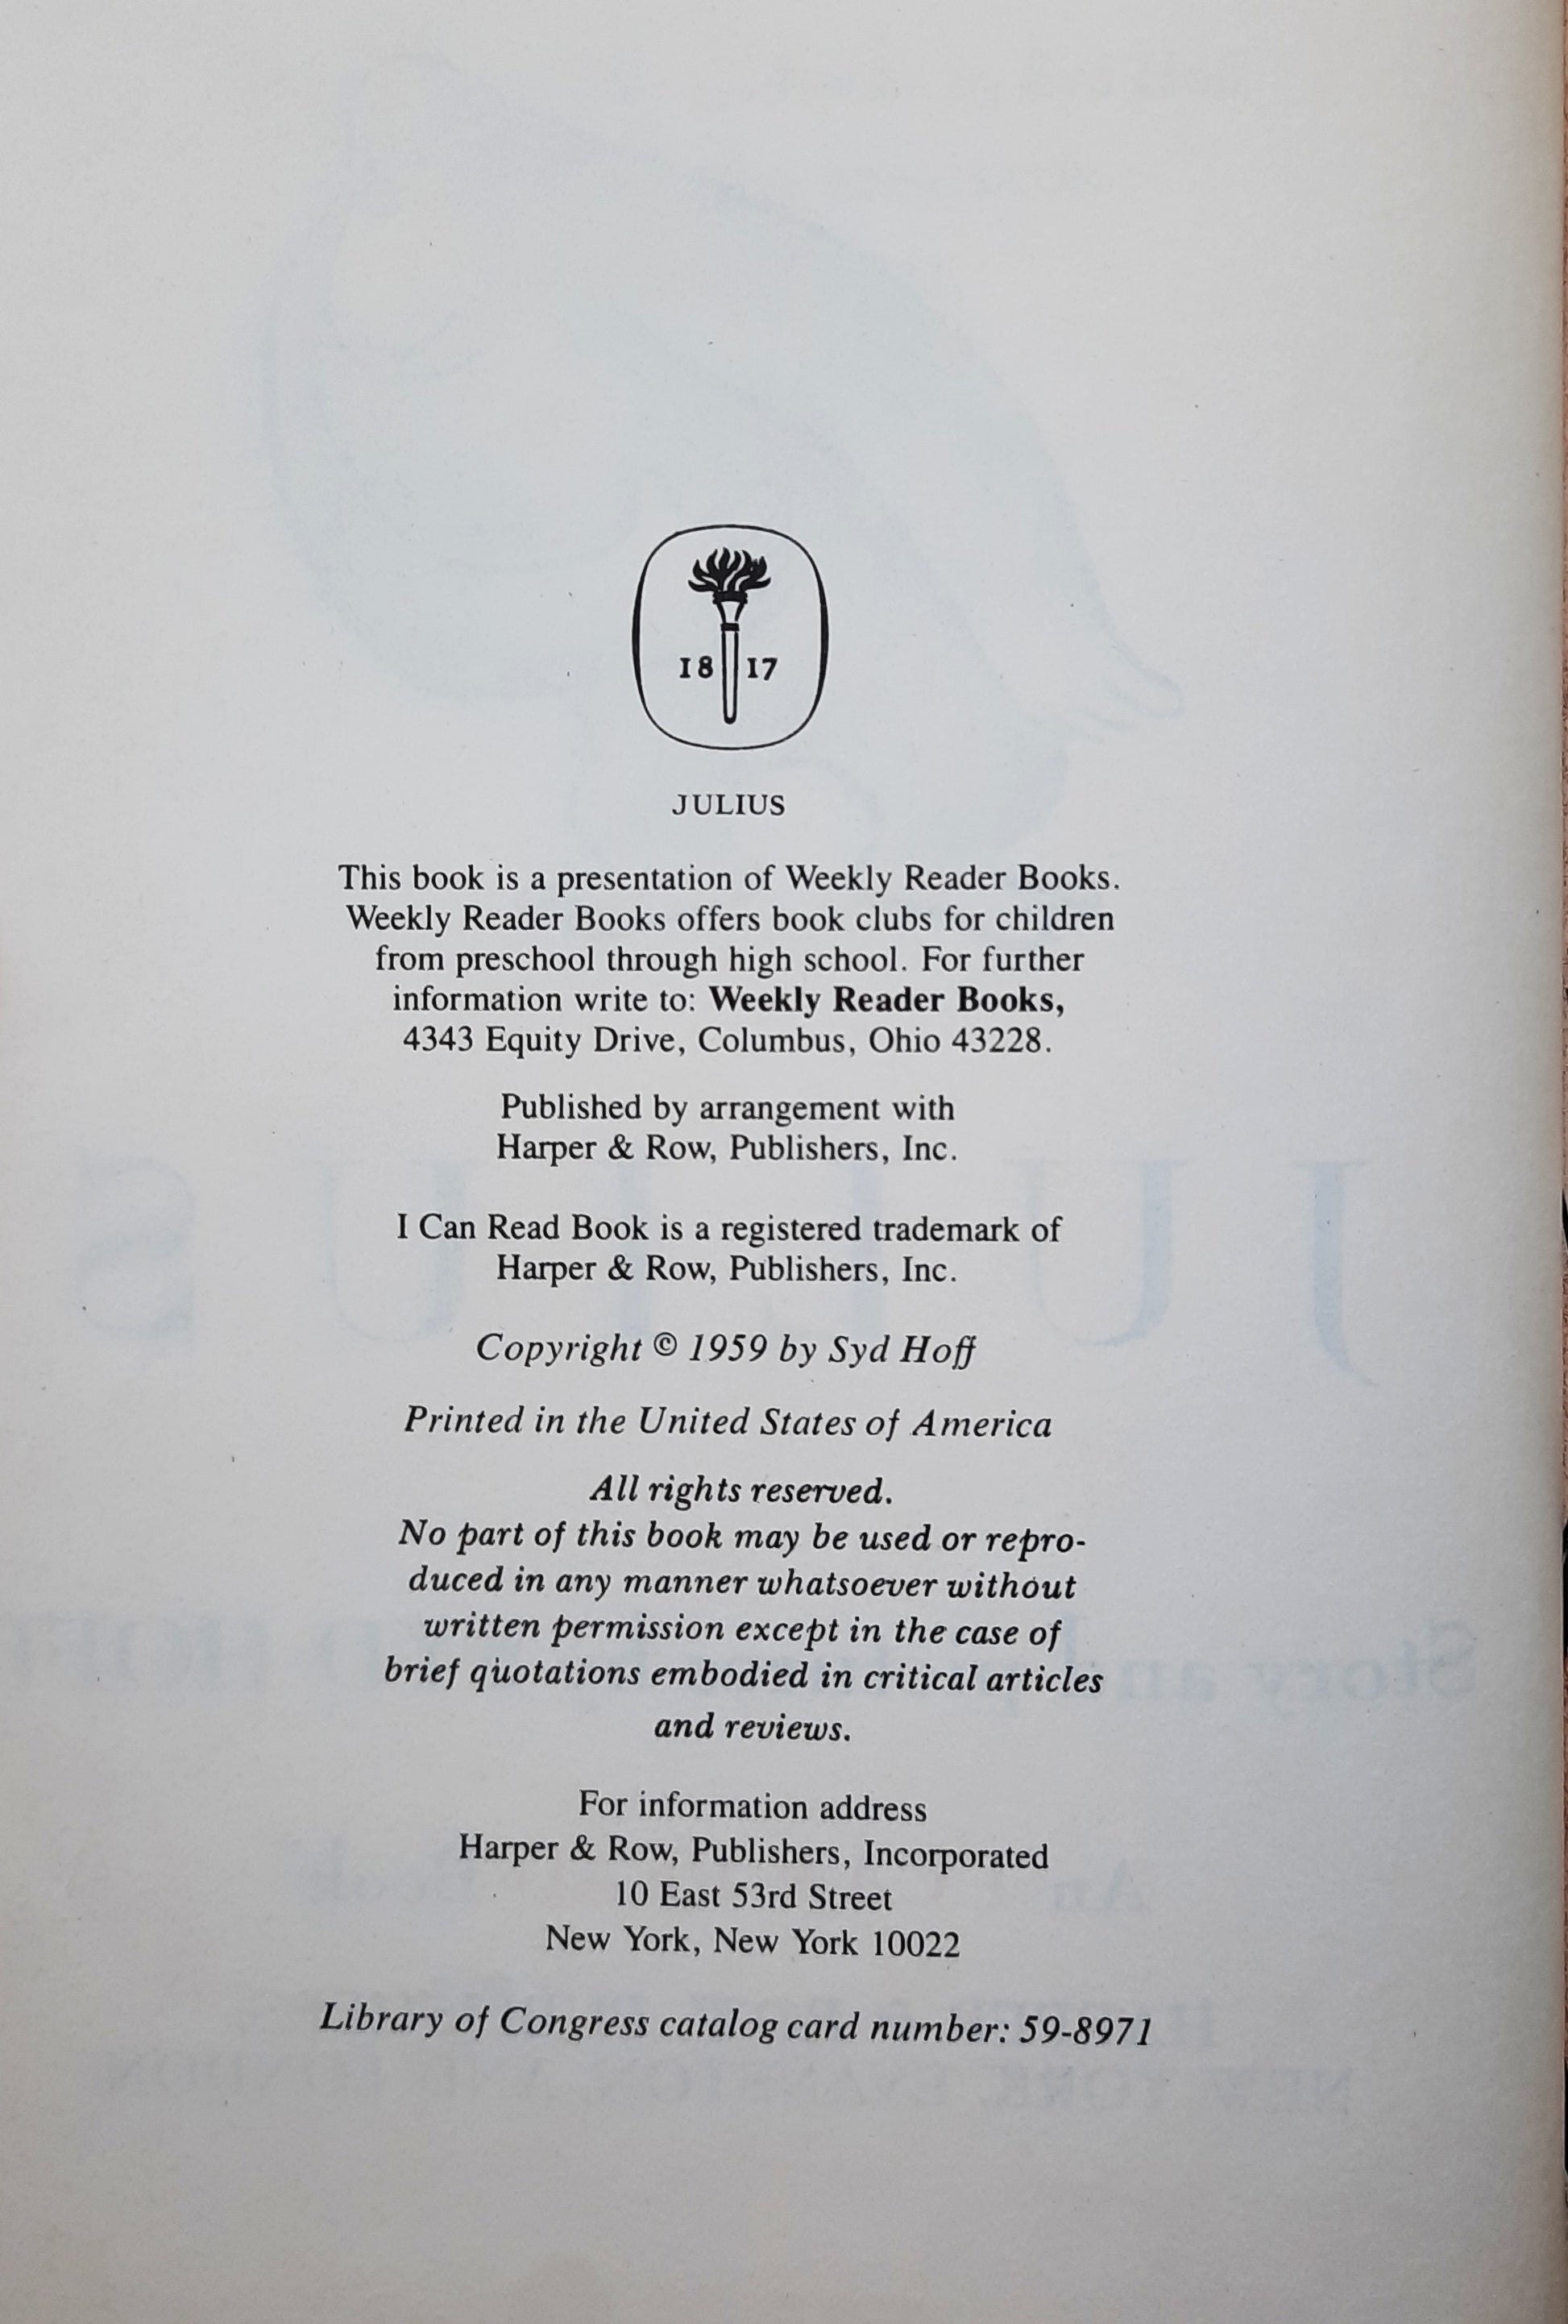 18 17
JULIUS
This book is a presentation of Weekly Reader Books.
Weekly Reader Books offers book clubs for children
from preschool through high school. For further
information write to: Weekly Reader Books,
4343 Equity Drive, Columbus, Ohio 43228.
Published by arrangement with
Harper & Row, Publishers, Inc.
I Can Read Book is a registered trademark of
Harper & Row, Publishers, Inc.
Copyright © 1959 by Syd Hoff
Printed in the United States of America
All rights reserved.
No part of this book may be used or repro-
duced in any manner whatsoever without
written permission except in the case of
brief quotations embodied in critical articles
and reviews.
For information address
Harper & Row, Publishers, Incorporated
10 East 53rd Street
New York, New York 10022
Library of Congress catalog card number: 59-8971